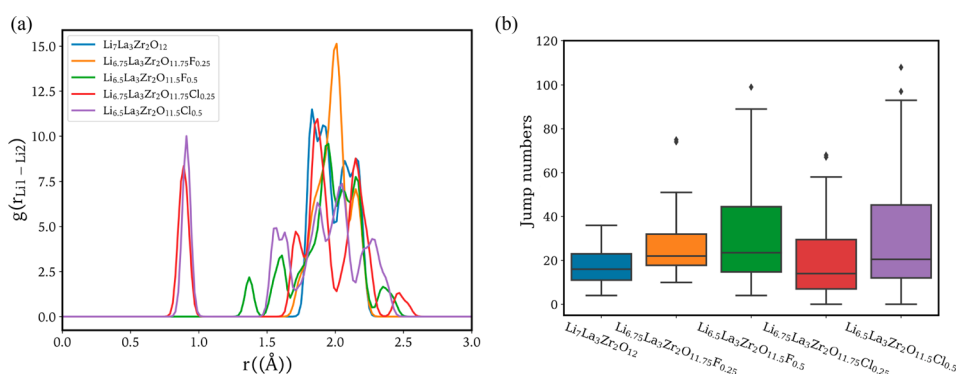 (a)
15.0
12.5
10.0
7.5
5.0
2.5
0.0
g(r_{Li1 − Li2})
Li₇La₃Zr₂O₁₂
Li₆.₇₅La₃Zr₂O₁₁.₇₅F₀.₂₅
Li₆.₅La₃Zr₂O₁₁.₅F₀.₅
Li₆.₇₅La₃Zr₂O₁₁.₇₅Cl₀.₂₅
Li₆.₅La₃Zr₂O₁₁.₅Cl₀.₅
0.0 0.5 1.0 1.5 2.0 2.5 3.0
r((Å))
(b)
120
100
80
60
40
20
0
Jump numbers
Li₇La₃Zr₂O₁₂
Li₆.₇₅La₃Zr₂O₁₁.₇₅F₀.₂₅
Li₆.₅La₃Zr₂O₁₁.₅F₀.₅
Li₆.₇₅La₃Zr₂O₁₁.₇₅Cl₀.₂₅
Li₆.₅La₃Zr₂O₁₁.₅Cl₀.₅